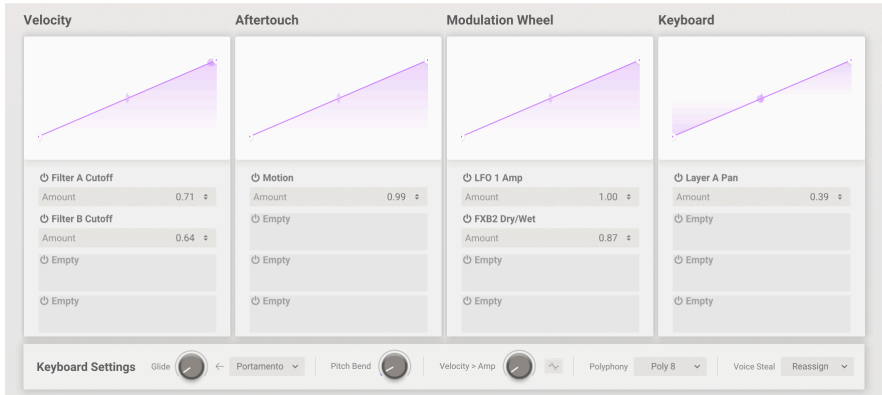 Velocity
Aftertouch
Modulation Wheel
Keyboard
Filter A Cutoff
Amount 0.71
Filter B Cutoff
Amount 0.64
Empty
Empty
Motion
Amount 0.99
Empty
Empty
Empty
LFO 1 Amp
Amount 1.00
FXB2 Dry/Wet
Amount 0.87
Empty
Empty
Layer A Pan
Amount 0.39
Empty
Empty
Empty
Keyboard Settings Glide Portamento Pitch Bend Velocity > Amp Polyphony Poly 8 Voice Steal Reassign